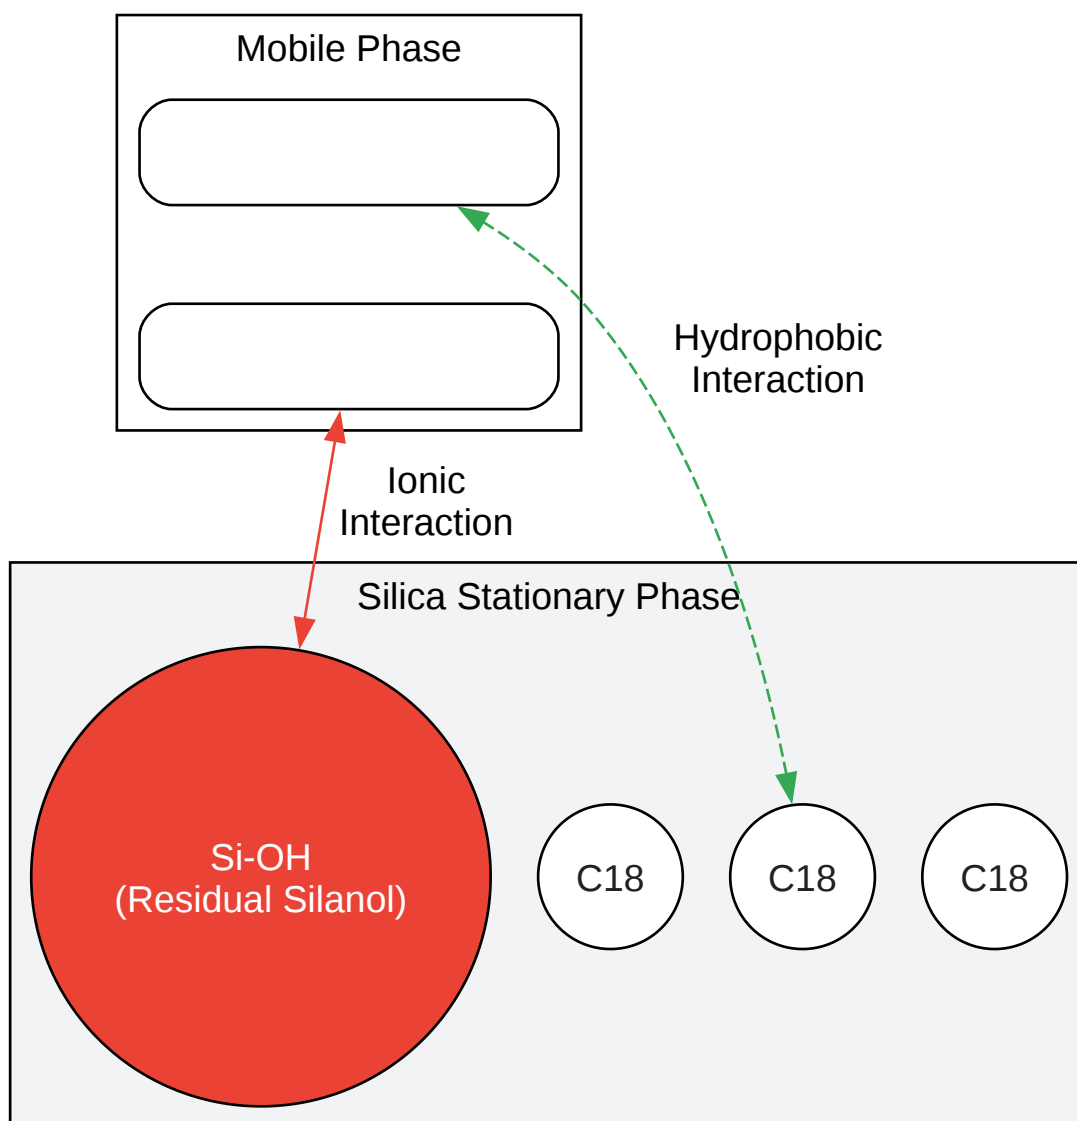 Mobile Phase
Hydrophobic
Interaction
Ionic
Interaction
Silica Stationary Phase
Si-OH
(Residual Silanol)
C18
C18
C18